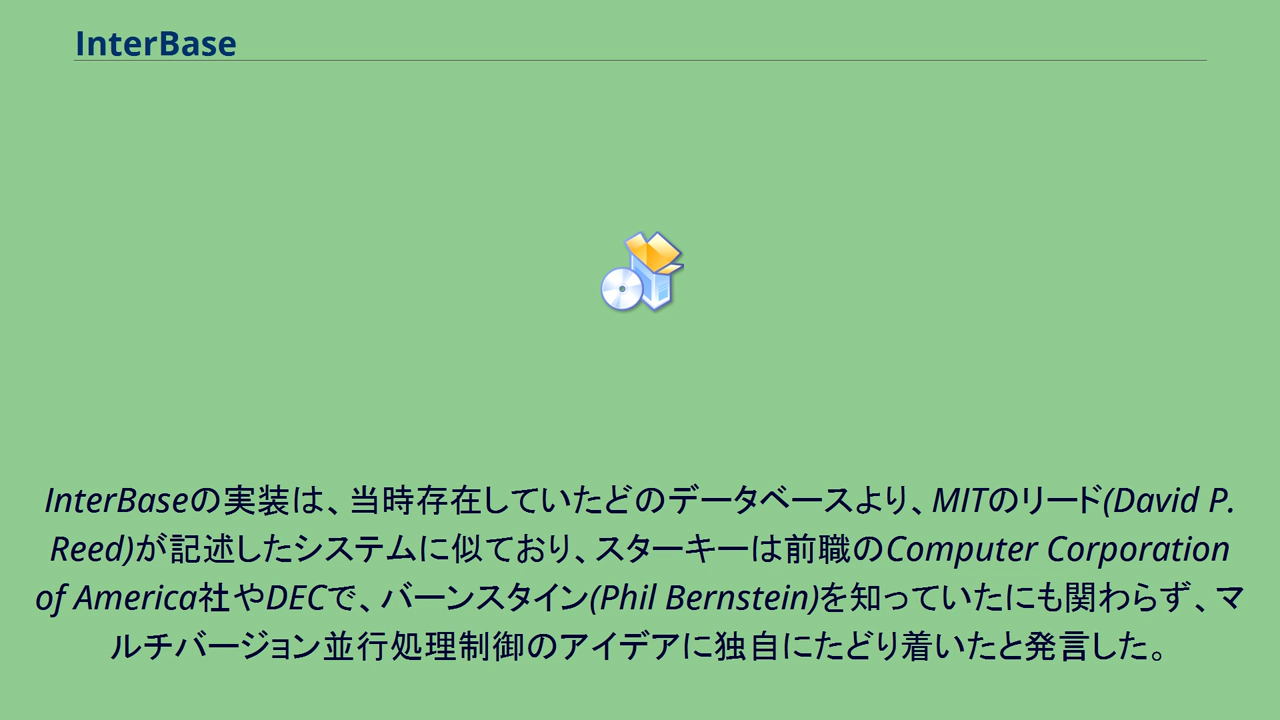 InterBase
InterBaseの実装は、当時存在していたどのデータベースより、MITのリード(David P.
Reed)が記述したシステムに似ており、スターキーは前職のComputer Corporation
of America社やDECで、バーンスタイン(Phil Bernstein)を知っていたにも関わらず、マ
ルチバージョン並行処理制御のアイデアに独自にたどり着いたと発言した。